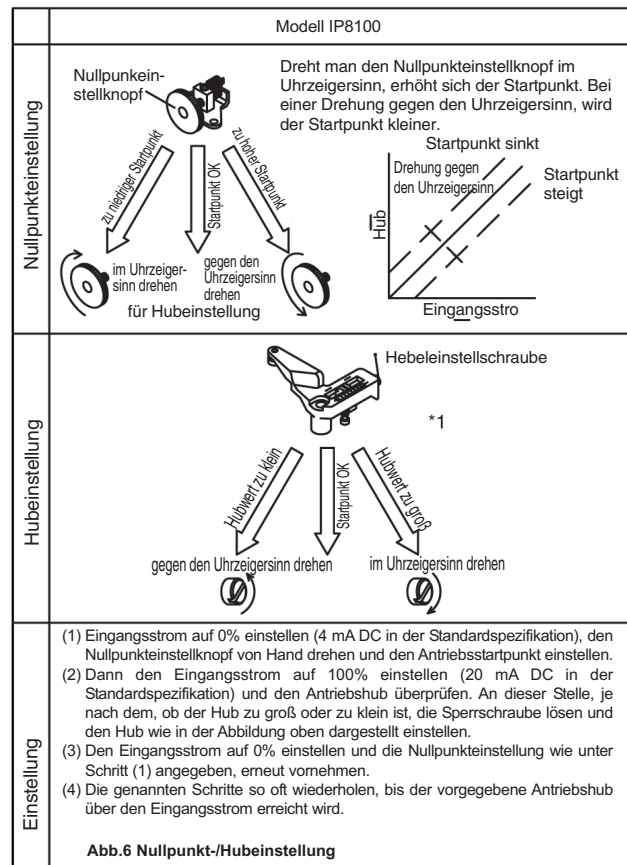 Modell IP8100
Nullpunkteinstellung
Nullpunkein-
stellknopf
Dreht man den Nullpunkteinstellknopf im
Uhrzeigersinn, erhöht sich der Startpunkt. Bei
einer Drehung gegen den Uhrzeigersinn, wird
der Startpunkt kleiner.
zu niedriger Startpunkt
Startpunkt OK
zu hoher Startpunkt
im Uhrzeiger-
sinn drehen
gegen den
Uhrzeigersinn
drehen
für Hubeinstellung
Startpunkt sinkt
Drehung gegen
den Uhrzeigersinn
Startpunkt
steigt
Hub
Eingangsstro
Hubeinstellung
Hebeleinstellschraube
*1
Hubwert zu klein
Startpunkt OK
Hubwert zu groß
gegen den Uhrzeigersinn drehen
im Uhrzeigersinn drehen
Einstellung
(1) Eingangsstrom auf 0% einstellen (4 mA DC in der Standardspezifikation), den
Nullpunkteinstellknopf von Hand drehen und den Antriebsstartpunkt einstellen.
(2) Dann den Eingangsstrom auf 100% einstellen (20 mA DC in der
Standardspezifikation) und den Antriebshub überprüfen. An dieser Stelle, je
nach dem, ob der Hub zu groß oder zu klein ist, die Sperrschraube lösen und
den Hub wie in der Abbildung oben dargestellt einstellen.
(3) Den Eingangsstrom auf 0% einstellen und die Nullpunkteinstellung wie unter
Schritt (1) angegeben, erneut vornehmen.
(4) Die genannten Schritte so oft wiederholen, bis der vorgegebene Antriebshub
über den Eingangsstrom erreicht wird.
Abb.6 Nullpunkt-/Hubeinstellung